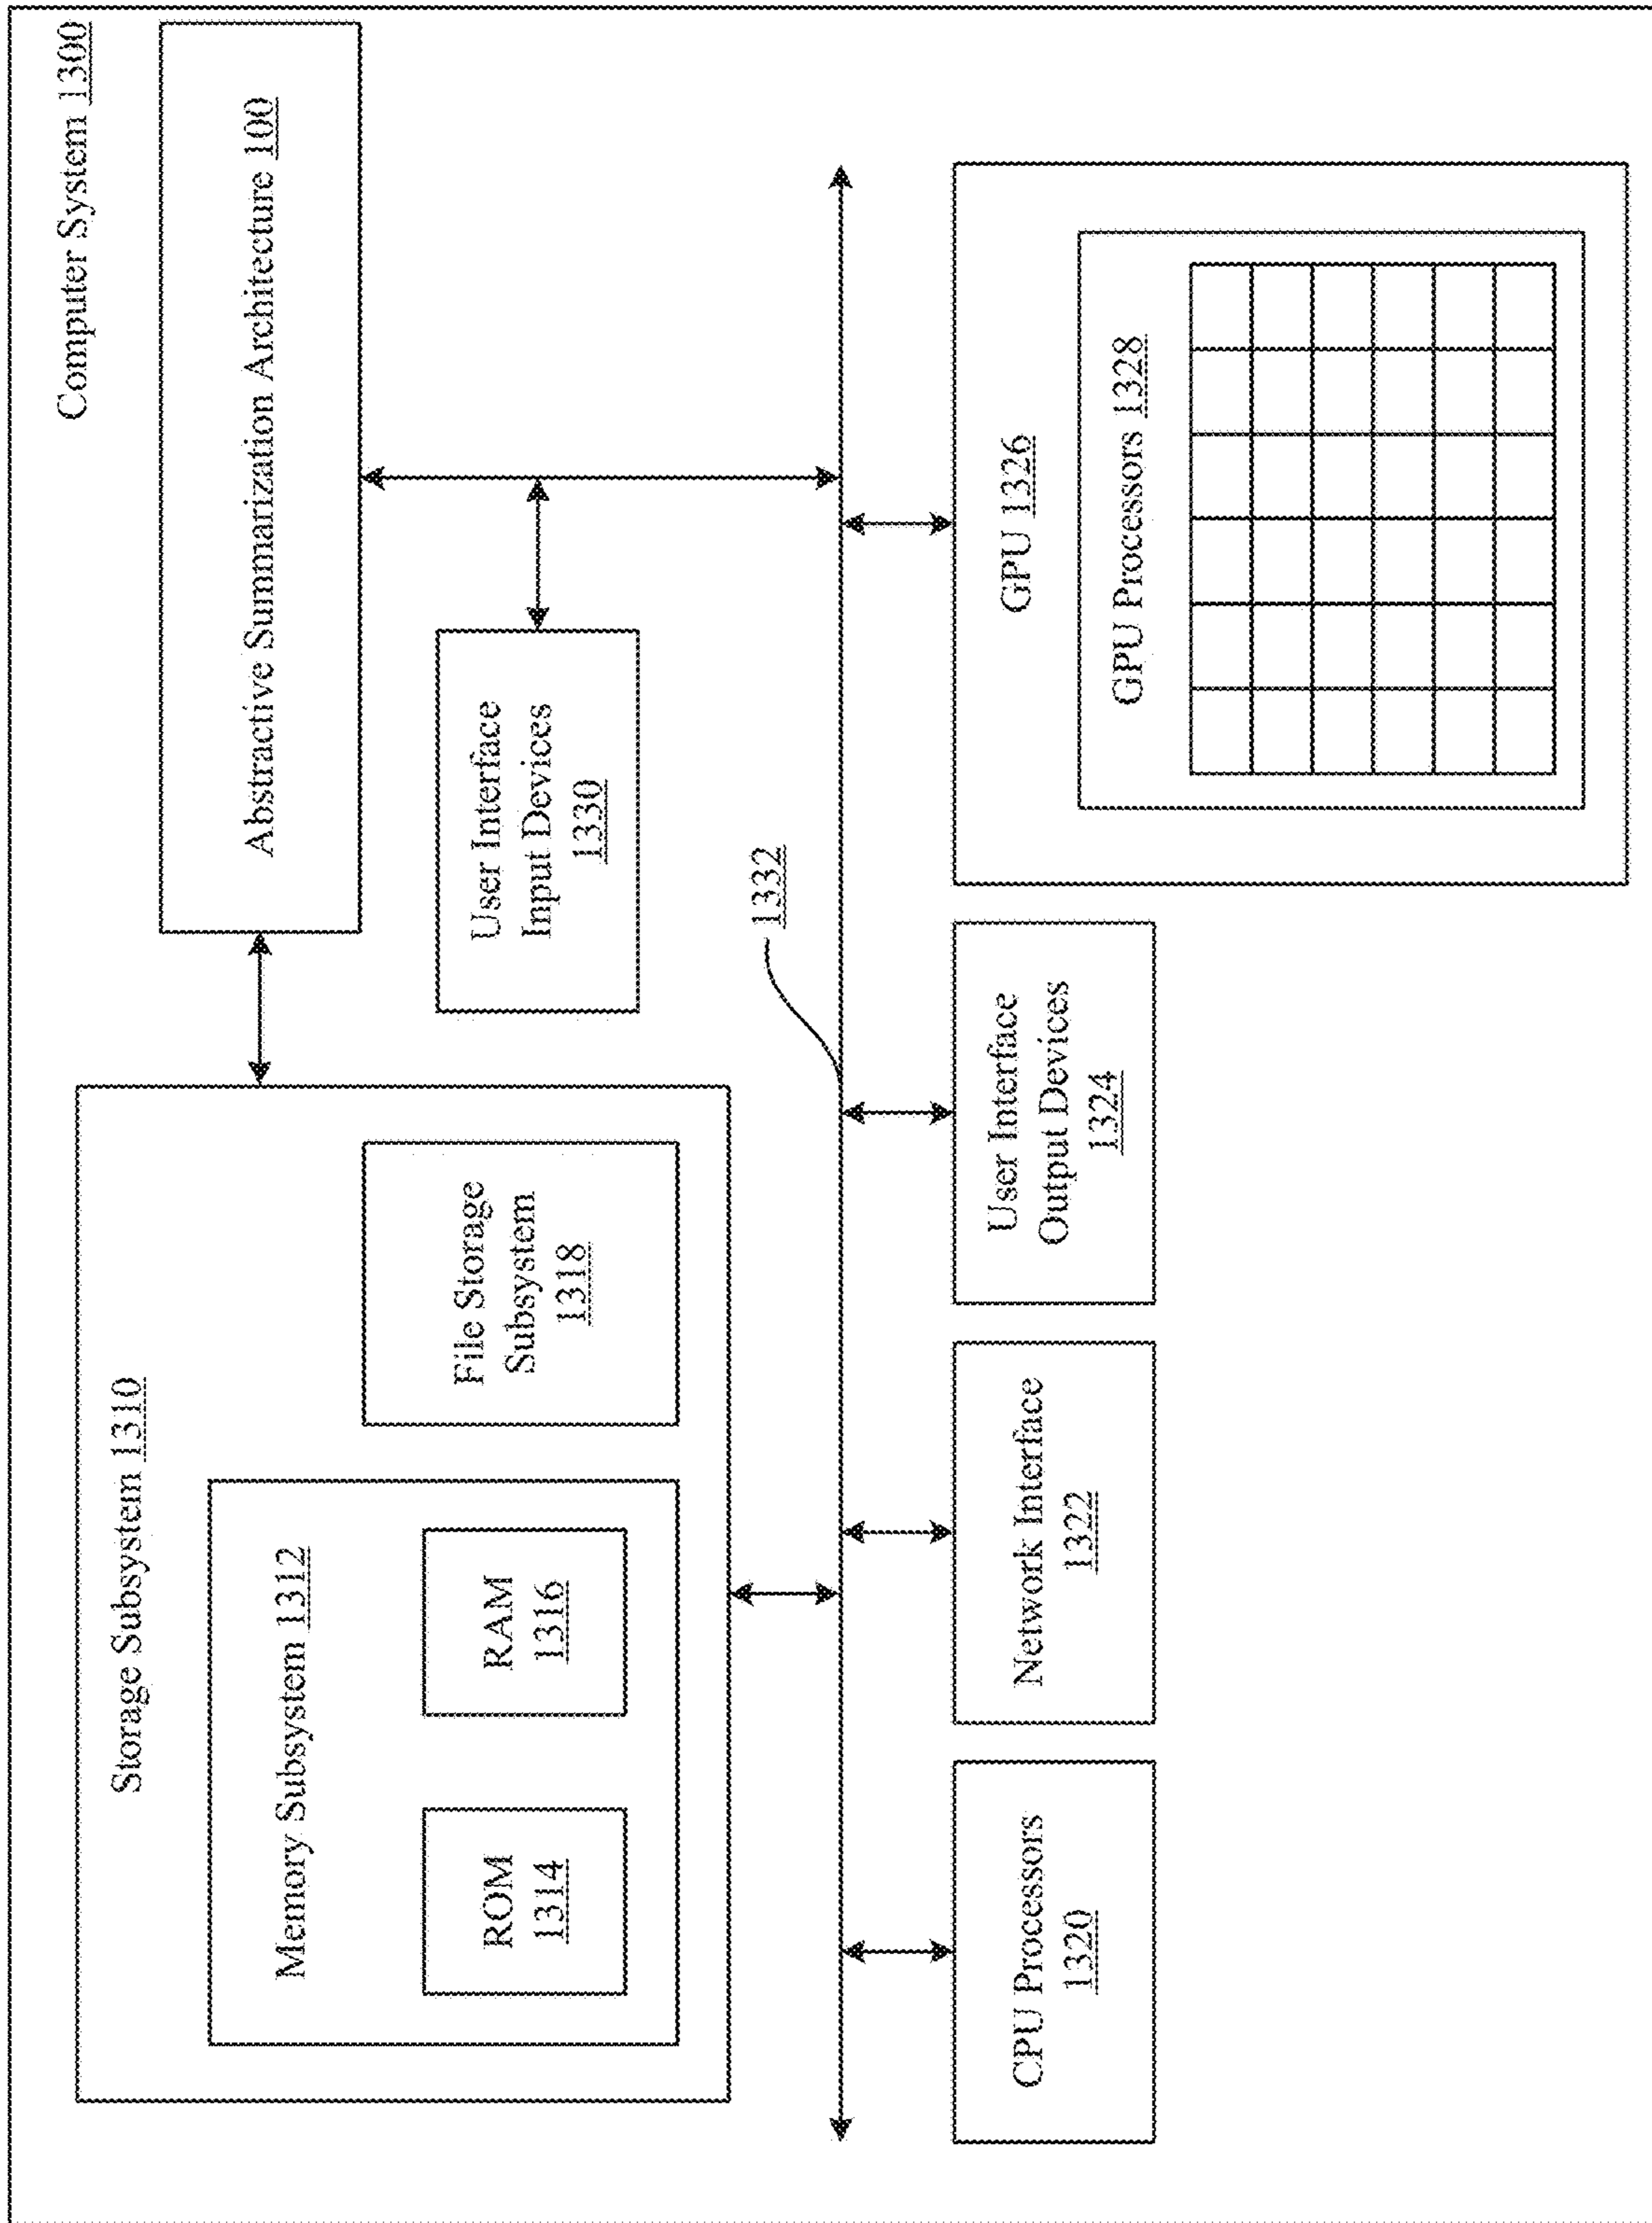 Computer System 1300
Storage Subsystem 1310
Abstractive Summarization Architecture 100
Memory Subsystem 1312
ROM
1314
RAM
1316
File Storage
Subsystem
1318
User Interface
Input Devices
1330
1332
CPU Processors
1320
Network Interface
1322
User Interface
Output Devices
1324
GPU 1326
GPU Processors 1328